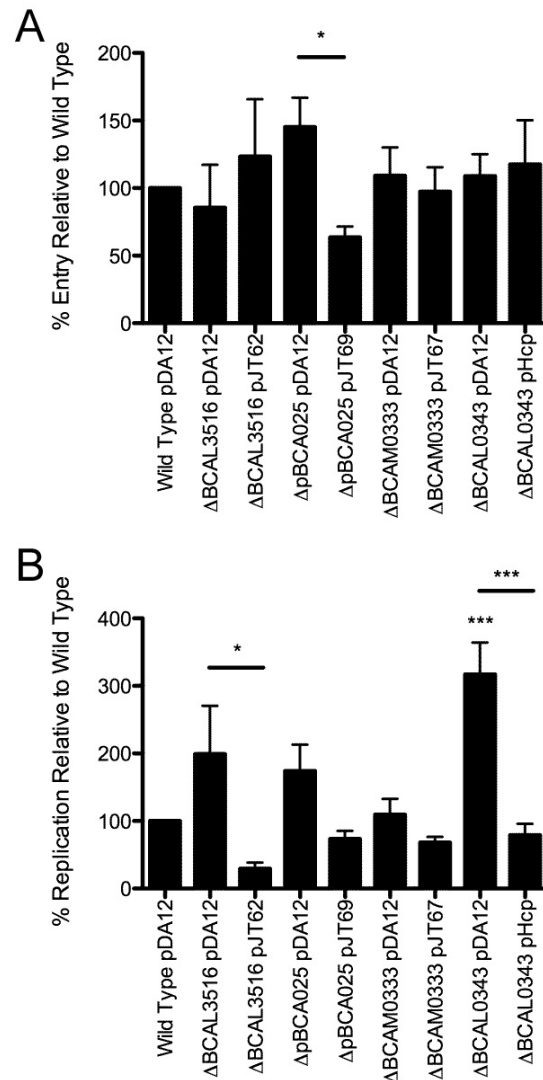 A
% Entry Relative to Wild Type
200
150
100
50
0
*
Wild Type pDA12
ΔBCAL3516 pDA12
ΔBCAL3516 pJT62
ΔpBCA025 pDA12
ΔpBCA025 pJT69
ΔBCAM0333 pDA12
ΔBCAM0333 pJT67
ΔBCAL0343 pDA12
ΔBCAL0343 pHcp
B
% Replication Relative to Wild Type
400
300
200
100
0
*
***
***
Wild Type pDA12
ΔBCAL3516 pDA12
ΔBCAL3516 pJT62
ΔpBCA025 pDA12
ΔpBCA025 pJT69
ΔBCAM0333 pDA12
ΔBCAM0333 pJT67
ΔBCAL0343 pDA12
ΔBCAL0343 pHcp